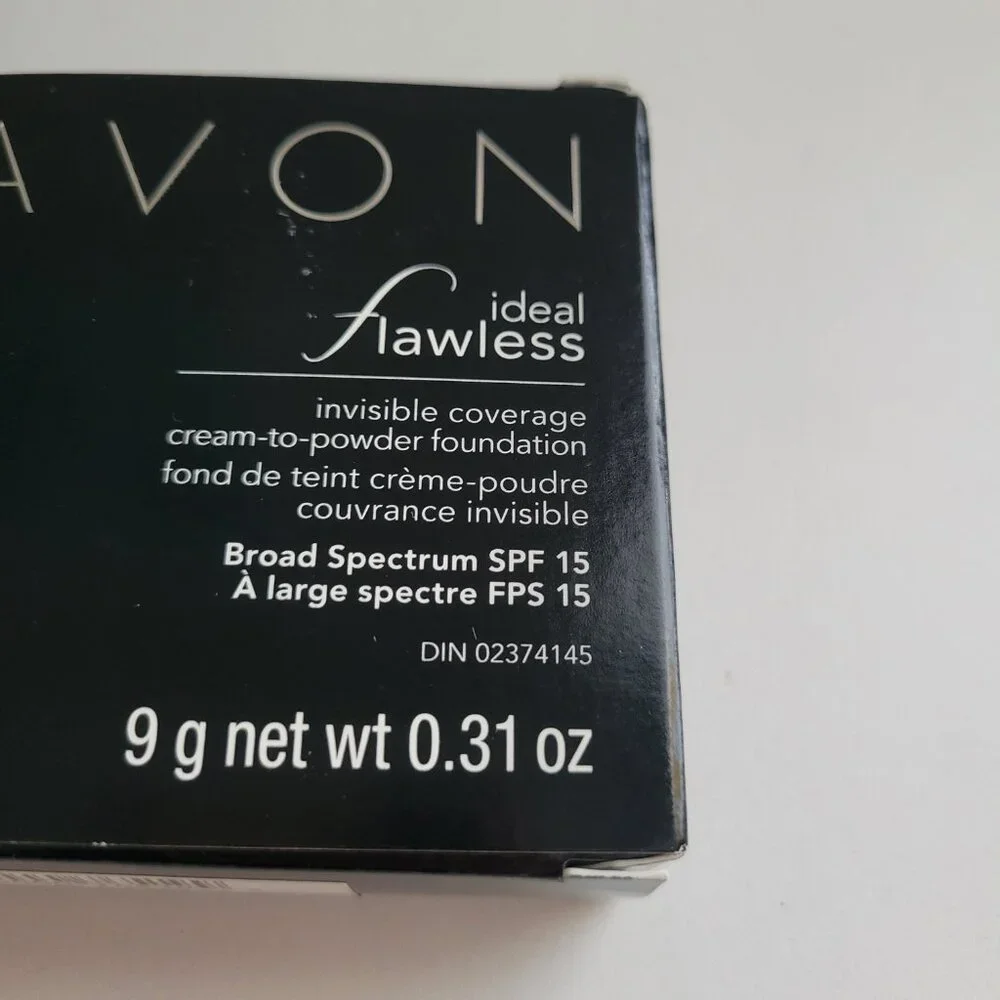 AVON
ideal
flawless
invisible coverage
cream-to-powder foundation
fond de teint crème-poudre
couvrance invisible
Broad Spectrum SPF 15
À large spectre FPS 15
DIN 02374145
9 g net wt 0.31 oz